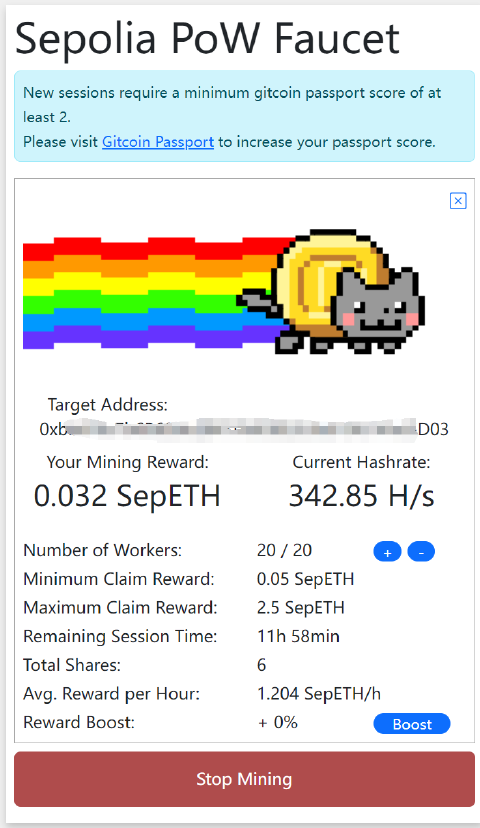 Sepolia PoW Faucet
New sessions require a minimum gitcoin passport score of at
least 2.
Please visit Gitcoin Passport to increase your passport score.
Target Address:
Your Mining Reward: Current Hashrate:
0.032 SepETH 342.85 H/s
Number of Workers: 20 / 20 + -
Minimum Claim Reward: 0.05 SepETH
Maximum Claim Reward: 2.5 SepETH
Remaining Session Time: 11h 58min
Total Shares: 6
Avg. Reward per Hour: 1.204 SepETH/h
Reward Boost: + 0% Boost
Stop Mining